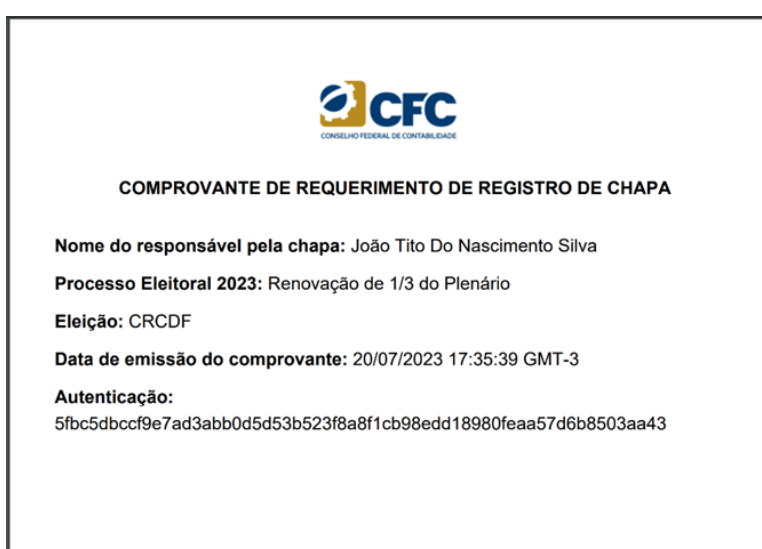 CFC
CONSELHO FEDERAL DE CONTABILIDADE
COMPROVANTE DE REQUERIMENTO DE REGISTRO DE CHAPA
Nome do responsável pela chapa: João Tito Do Nascimento Silva
Processo Eleitoral 2023: Renovação de 1/3 do Plenário
Eleição: CRCDF
Data de emissão do comprovante: 20/07/2023 17:35:39 GMT-3
Autenticação:
5fbc5dbccf9e7ad3abb0d5d53b523f8a8f1cb98edd18980feaa57d6b8503aa43